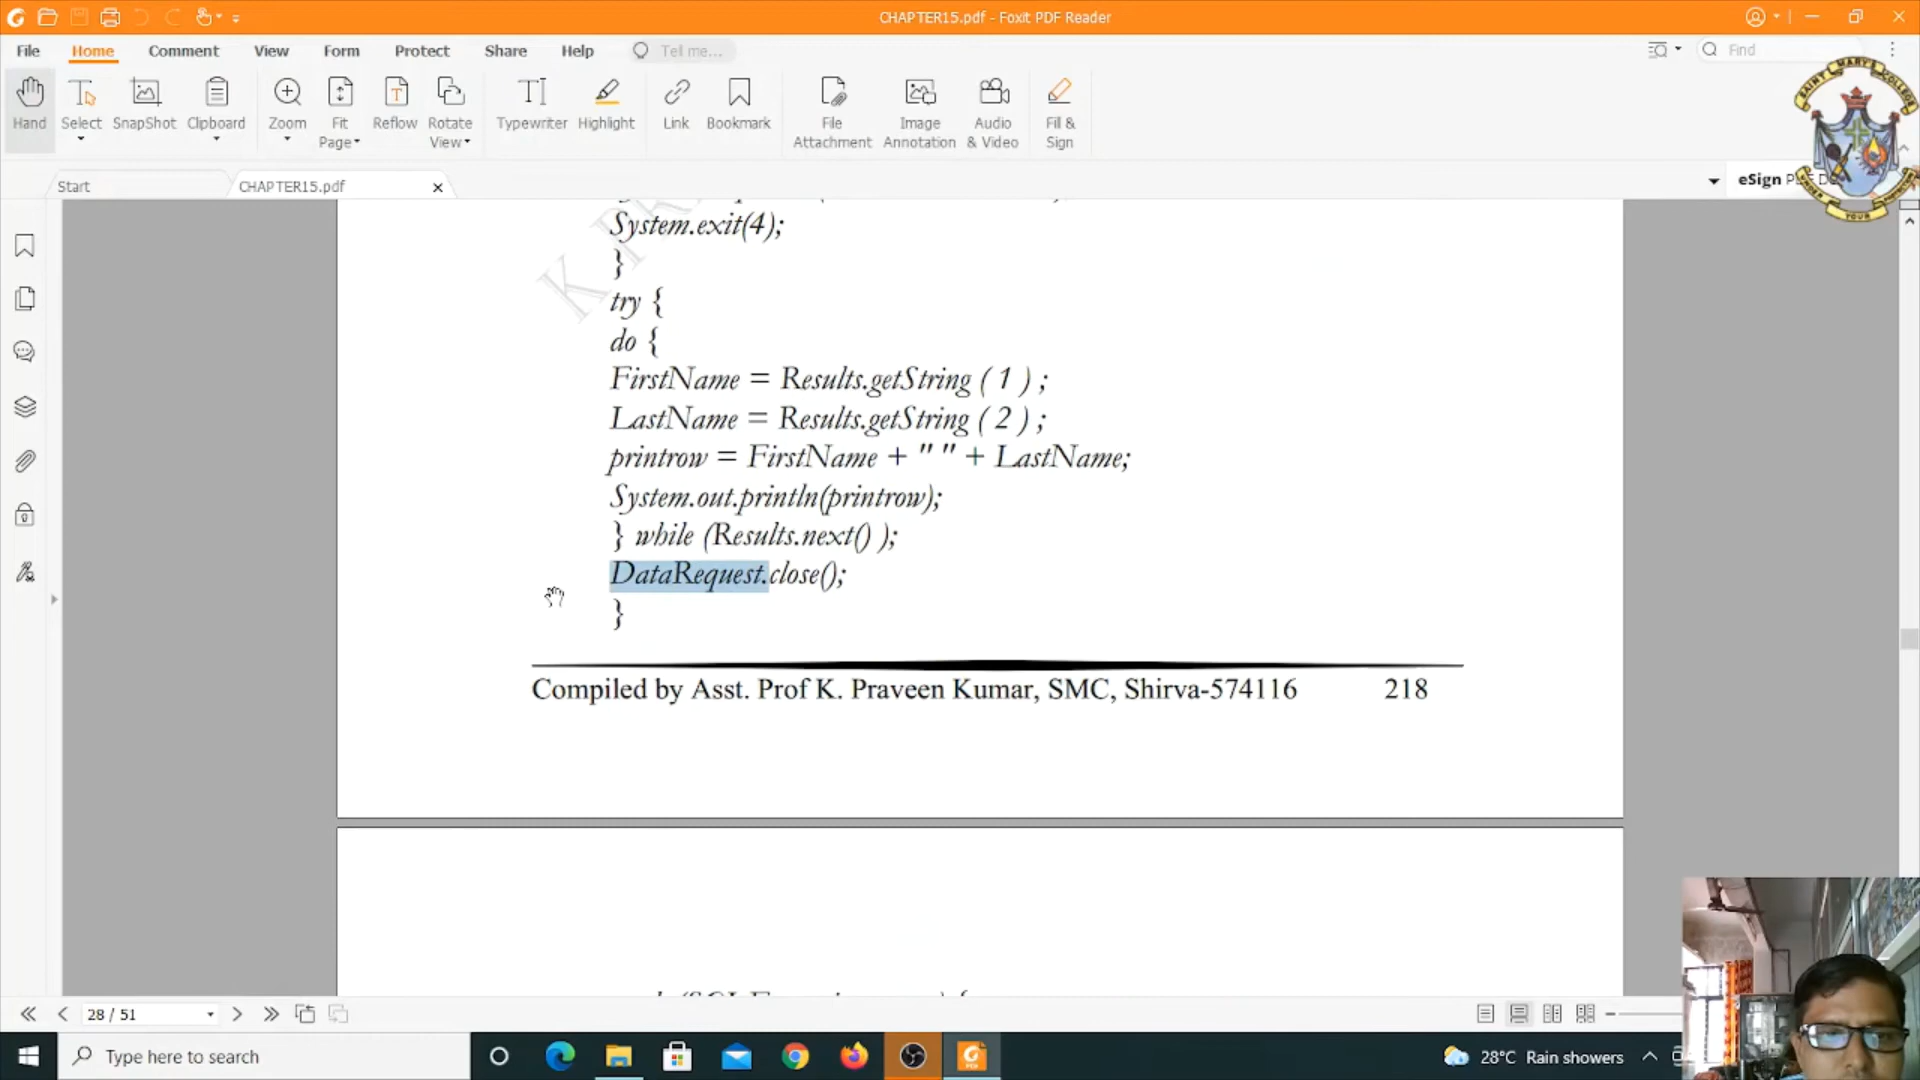 CHAPTER15.pdf - Foxit PDF Reader
File Home Comment View Form Protect Share Help Tell me... Find
Hand Select SnapShot Clipboard Zoom Fit Page Reflow Rotate View Typewriter Highlight Link Bookmark File Attachment Image Annotation Audio & Video Fill & Sign
Start CHAPTER15.pdf eSign
SAINT MARY'S COLLEGE
YOUR
System.exit(4);
}
try {
do {
FirstName = Results.getString ( 1 ) ;
LastName = Results.getString ( 2 ) ;
printrow = FirstName + " " + LastName;
System.out.println(printrow);
} while (Results.next() );
DataRequest.close();
}
Compiled by Asst. Prof K. Praveen Kumar, SMC, Shirva-574116 218
28 / 51
Type here to search
28°C Rain showers